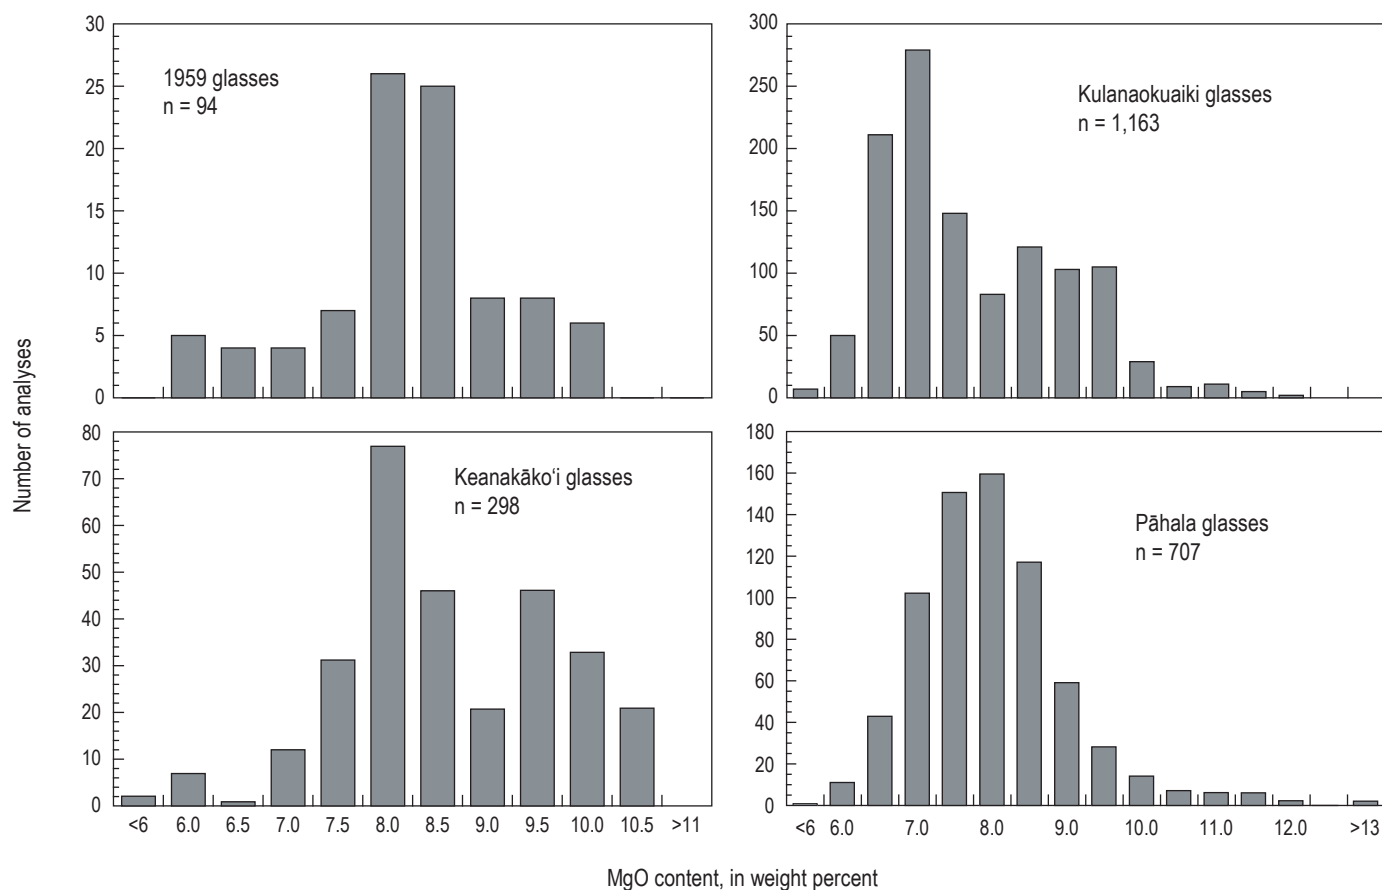 30
25
20
15
10
5
0
1959 glasses
n = 94
300
250
200
150
100
50
0
Kulanaokuaiki glasses
n = 1,163
Number of analyses
80
70
60
50
40
30
20
10
0
Keanakākoʻi glasses
n = 298
<6 6.0 6.5 7.0 7.5 8.0 8.5 9.0 9.5 10.0 10.5 >11
180
160
140
120
100
80
60
40
20
0
Pāhala glasses
n = 707
<6 6.0 7.0 8.0 9.0 10.0 11.0 12.0 >13
MgO content, in weight percent